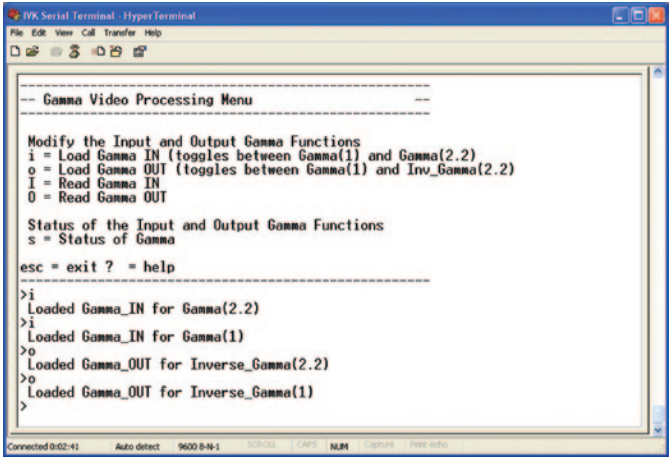 IVK Serial Terminal - HyperTerminal
File Edit View Call Transfer Help
-- Gamma Video Processing Menu --
Modify the Input and Output Gamma Functions
i = Load Gamma IN (toggles between Gamma(1) and Gamma(2.2)
o = Load Gamma OUT (toggles between Gamma(1) and Inv_Gamma(2.2)
I = Read Gamma IN
O = Read Gamma OUT
Status of the Input and Output Gamma Functions
s = Status of Gamma
esc = exit ? = help
>i
Loaded Gamma_IN for Gamma(2.2)
>i
Loaded Gamma_IN for Gamma(1)
>o
Loaded Gamma_OUT for Inverse_Gamma(2.2)
>o
Loaded Gamma_OUT for Inverse_Gamma(1)
>
Connected 0:02:41 Auto detect 9600 8-N-1 SCROLL CAPS NUM Capture Print echo